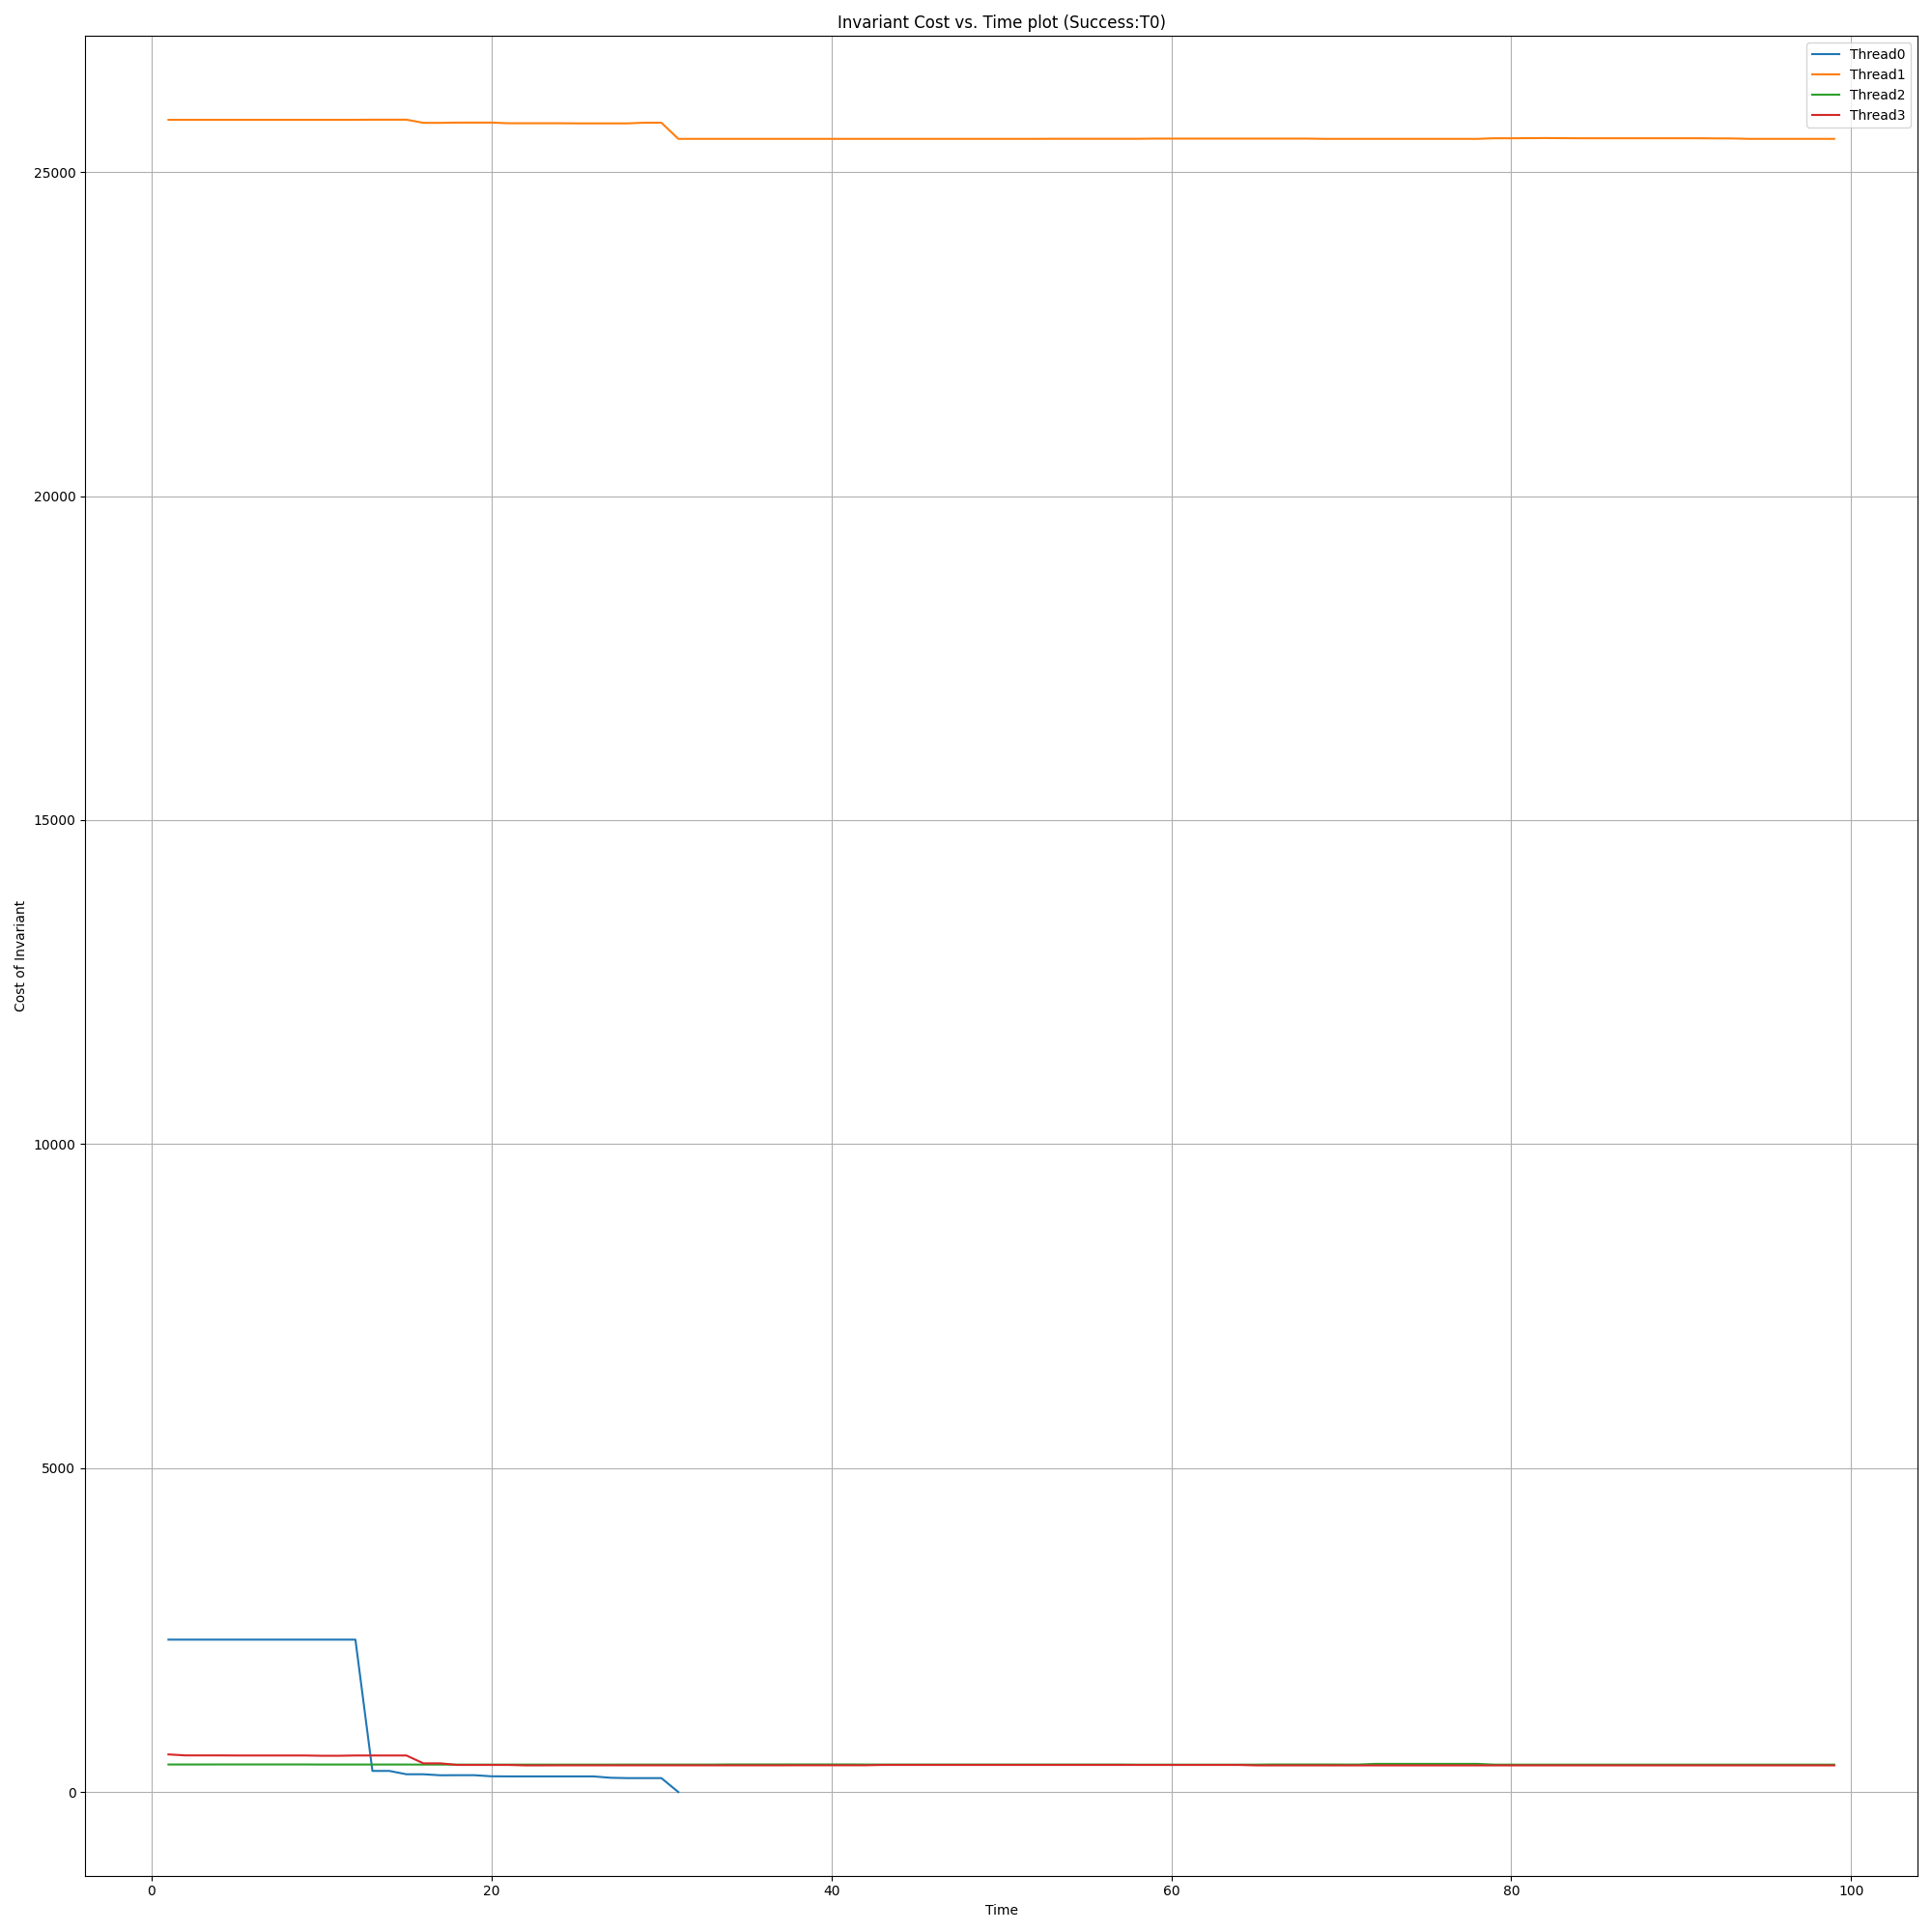 Invariant Cost vs. Time plot (Success:T0)
Thread0
Thread1
Thread2
Thread3
25000
20000
15000
10000
5000
0
Cost of Invariant
0 20 40 60 80 100
Time